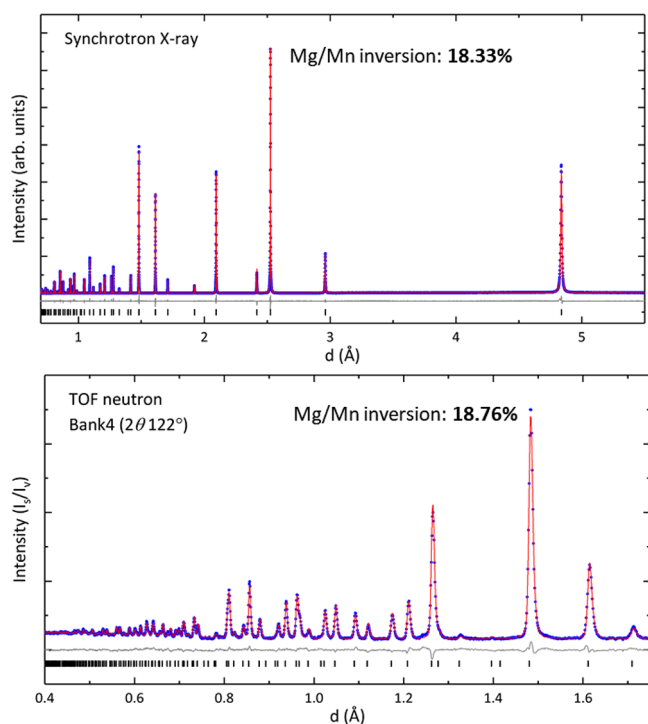 Synchrotron X-ray
Mg/Mn inversion: 18.33%
Intensity (arb. units)
1 2 3 4 5
d (Å)
TOF neutron
Bank4 (2θ 122°)
Mg/Mn inversion: 18.76%
Intensity (I_S/I_V)
0.4 0.6 0.8 1.0 1.2 1.4 1.6
d (Å)